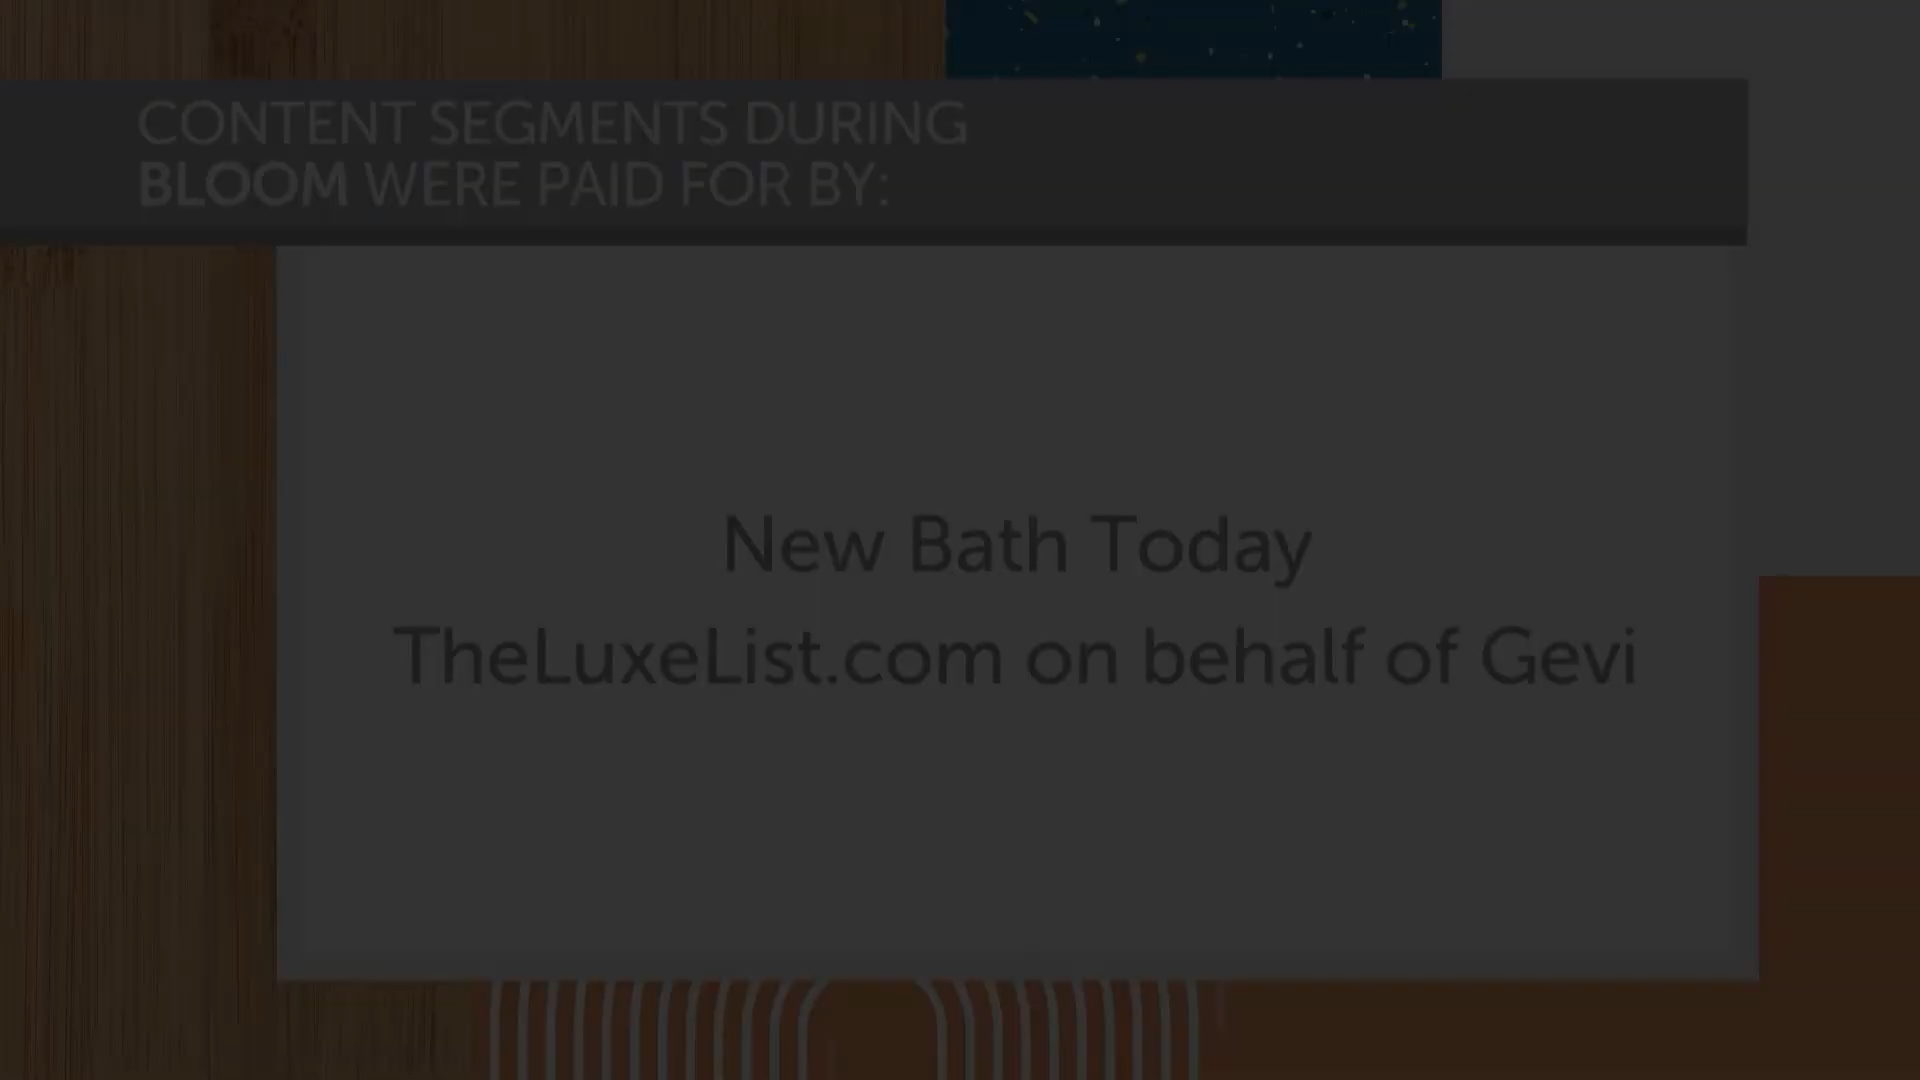 CONTENT SEGMENTS DURING
BLOOM WERE PAID FOR BY:
New Bath Today
TheLuxeList.com on behalf of Gevi